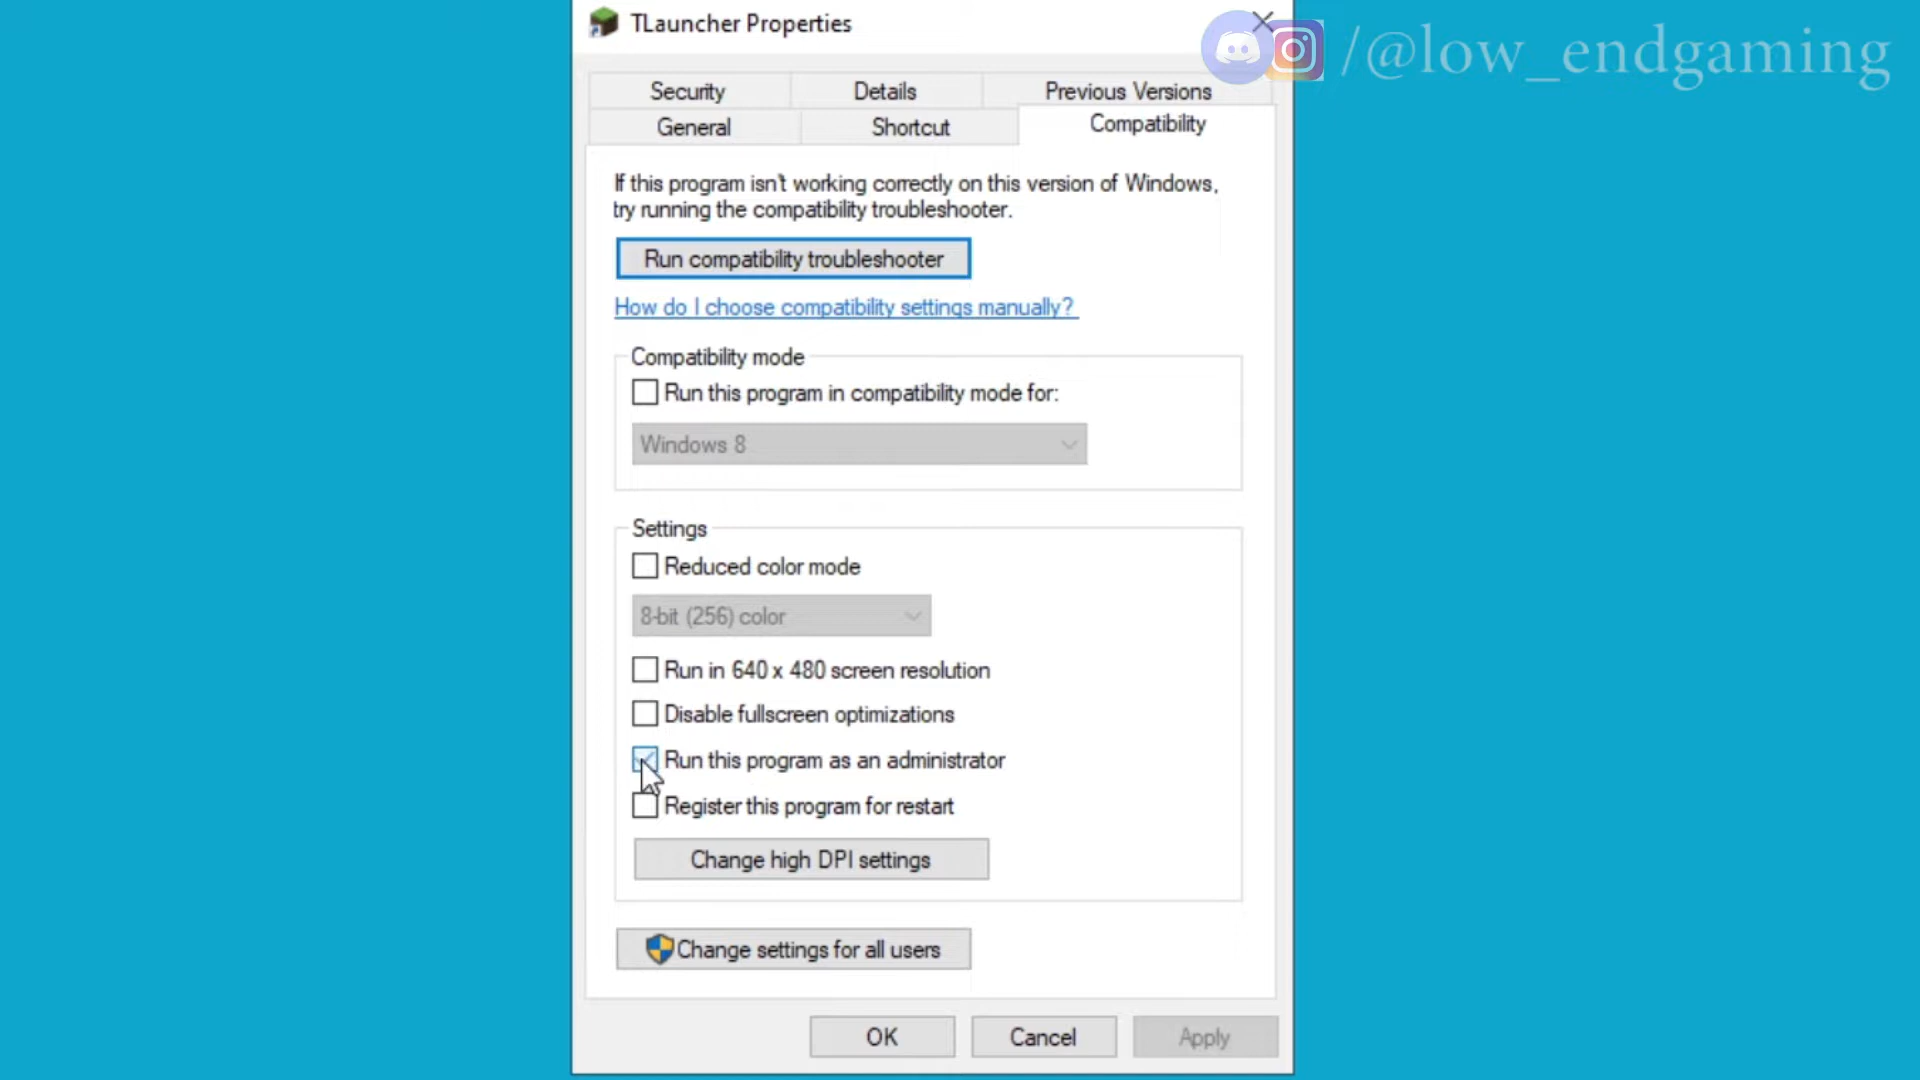 TLauncher Properties
/@low_endgaming
Security
Details
Previous Versions
General
Shortcut
Compatibility
If this program isn't working correctly on this version of Windows,
try running the compatibility troubleshooter.
Run compatibility troubleshooter
How do I choose compatibility settings manually?
Compatibility mode
Run this program in compatibility mode for:
Windows 8
Settings
Reduced color mode
8-bit (256) color
Run in 640 x 480 screen resolution
Disable fullscreen optimizations
Run this program as an administrator
Register this program for restart
Change high DPI settings
Change settings for all users
OK
Cancel
Apply